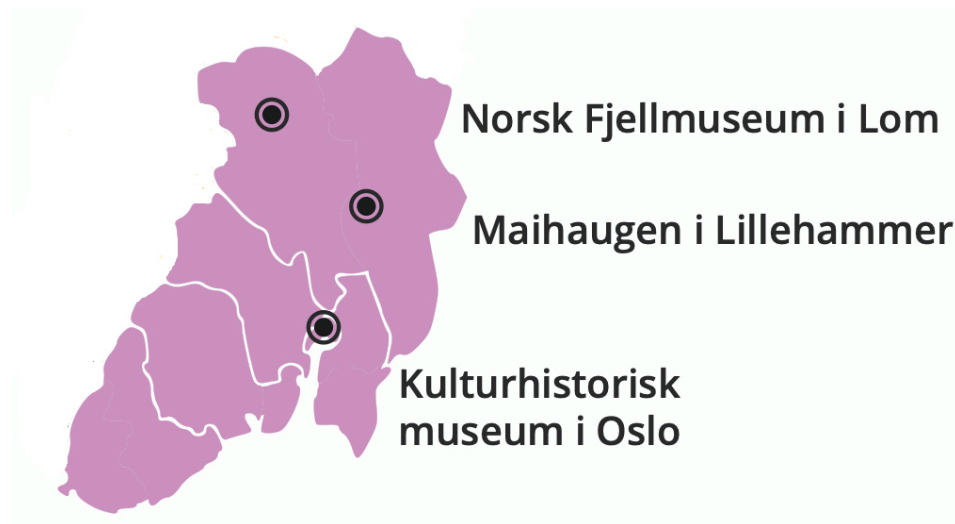 Norsk Fjellmuseum i Lom
Maihaugen i Lillehammer
Kulturhistorisk
museum i Oslo